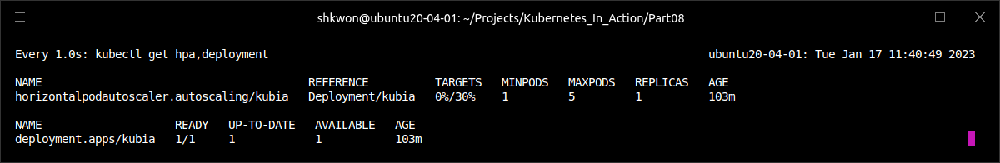 shkwon@ubuntu20-04-01: ~/Projects/Kubernetes_In_Action/Part08
Every 1.0s: kubectl get hpa,deployment ubuntu20-04-01: Tue Jan 17 11:40:49 2023
NAME REFERENCE TARGETS MINPODS MAXPODS REPLICAS AGE
horizontalpodautoscaler.autoscaling/kubia Deployment/kubia 0%/30% 1 5 1 103m
NAME READY UP-TO-DATE AVAILABLE AGE
deployment.apps/kubia 1/1 1 1 103m